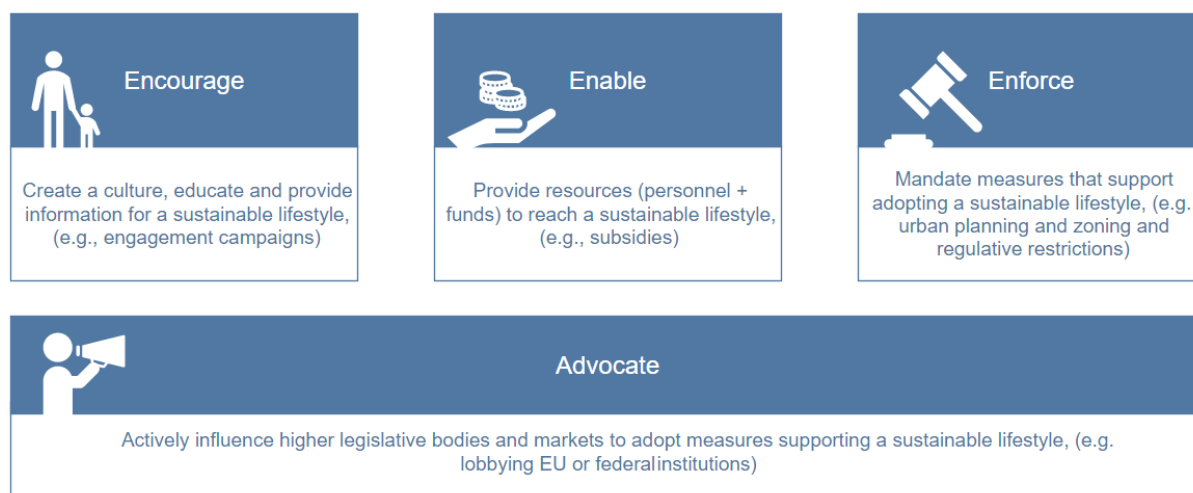 Encourage
Create a culture, educate and provide
information for a sustainable lifestyle,
(e.g., engagement campaigns)
Enable
Provide resources (personnel +
funds) to reach a sustainable lifestyle,
(e.g., subsidies)
Enforce
Mandate measures that support
adopting a sustainable lifestyle, (e.g.
urban planning and zoning and
regulative restrictions)
Advocate
Actively influence higher legislative bodies and markets to adopt measures supporting a sustainable lifestyle, (e.g.
lobbying EU or federalinstitutions)